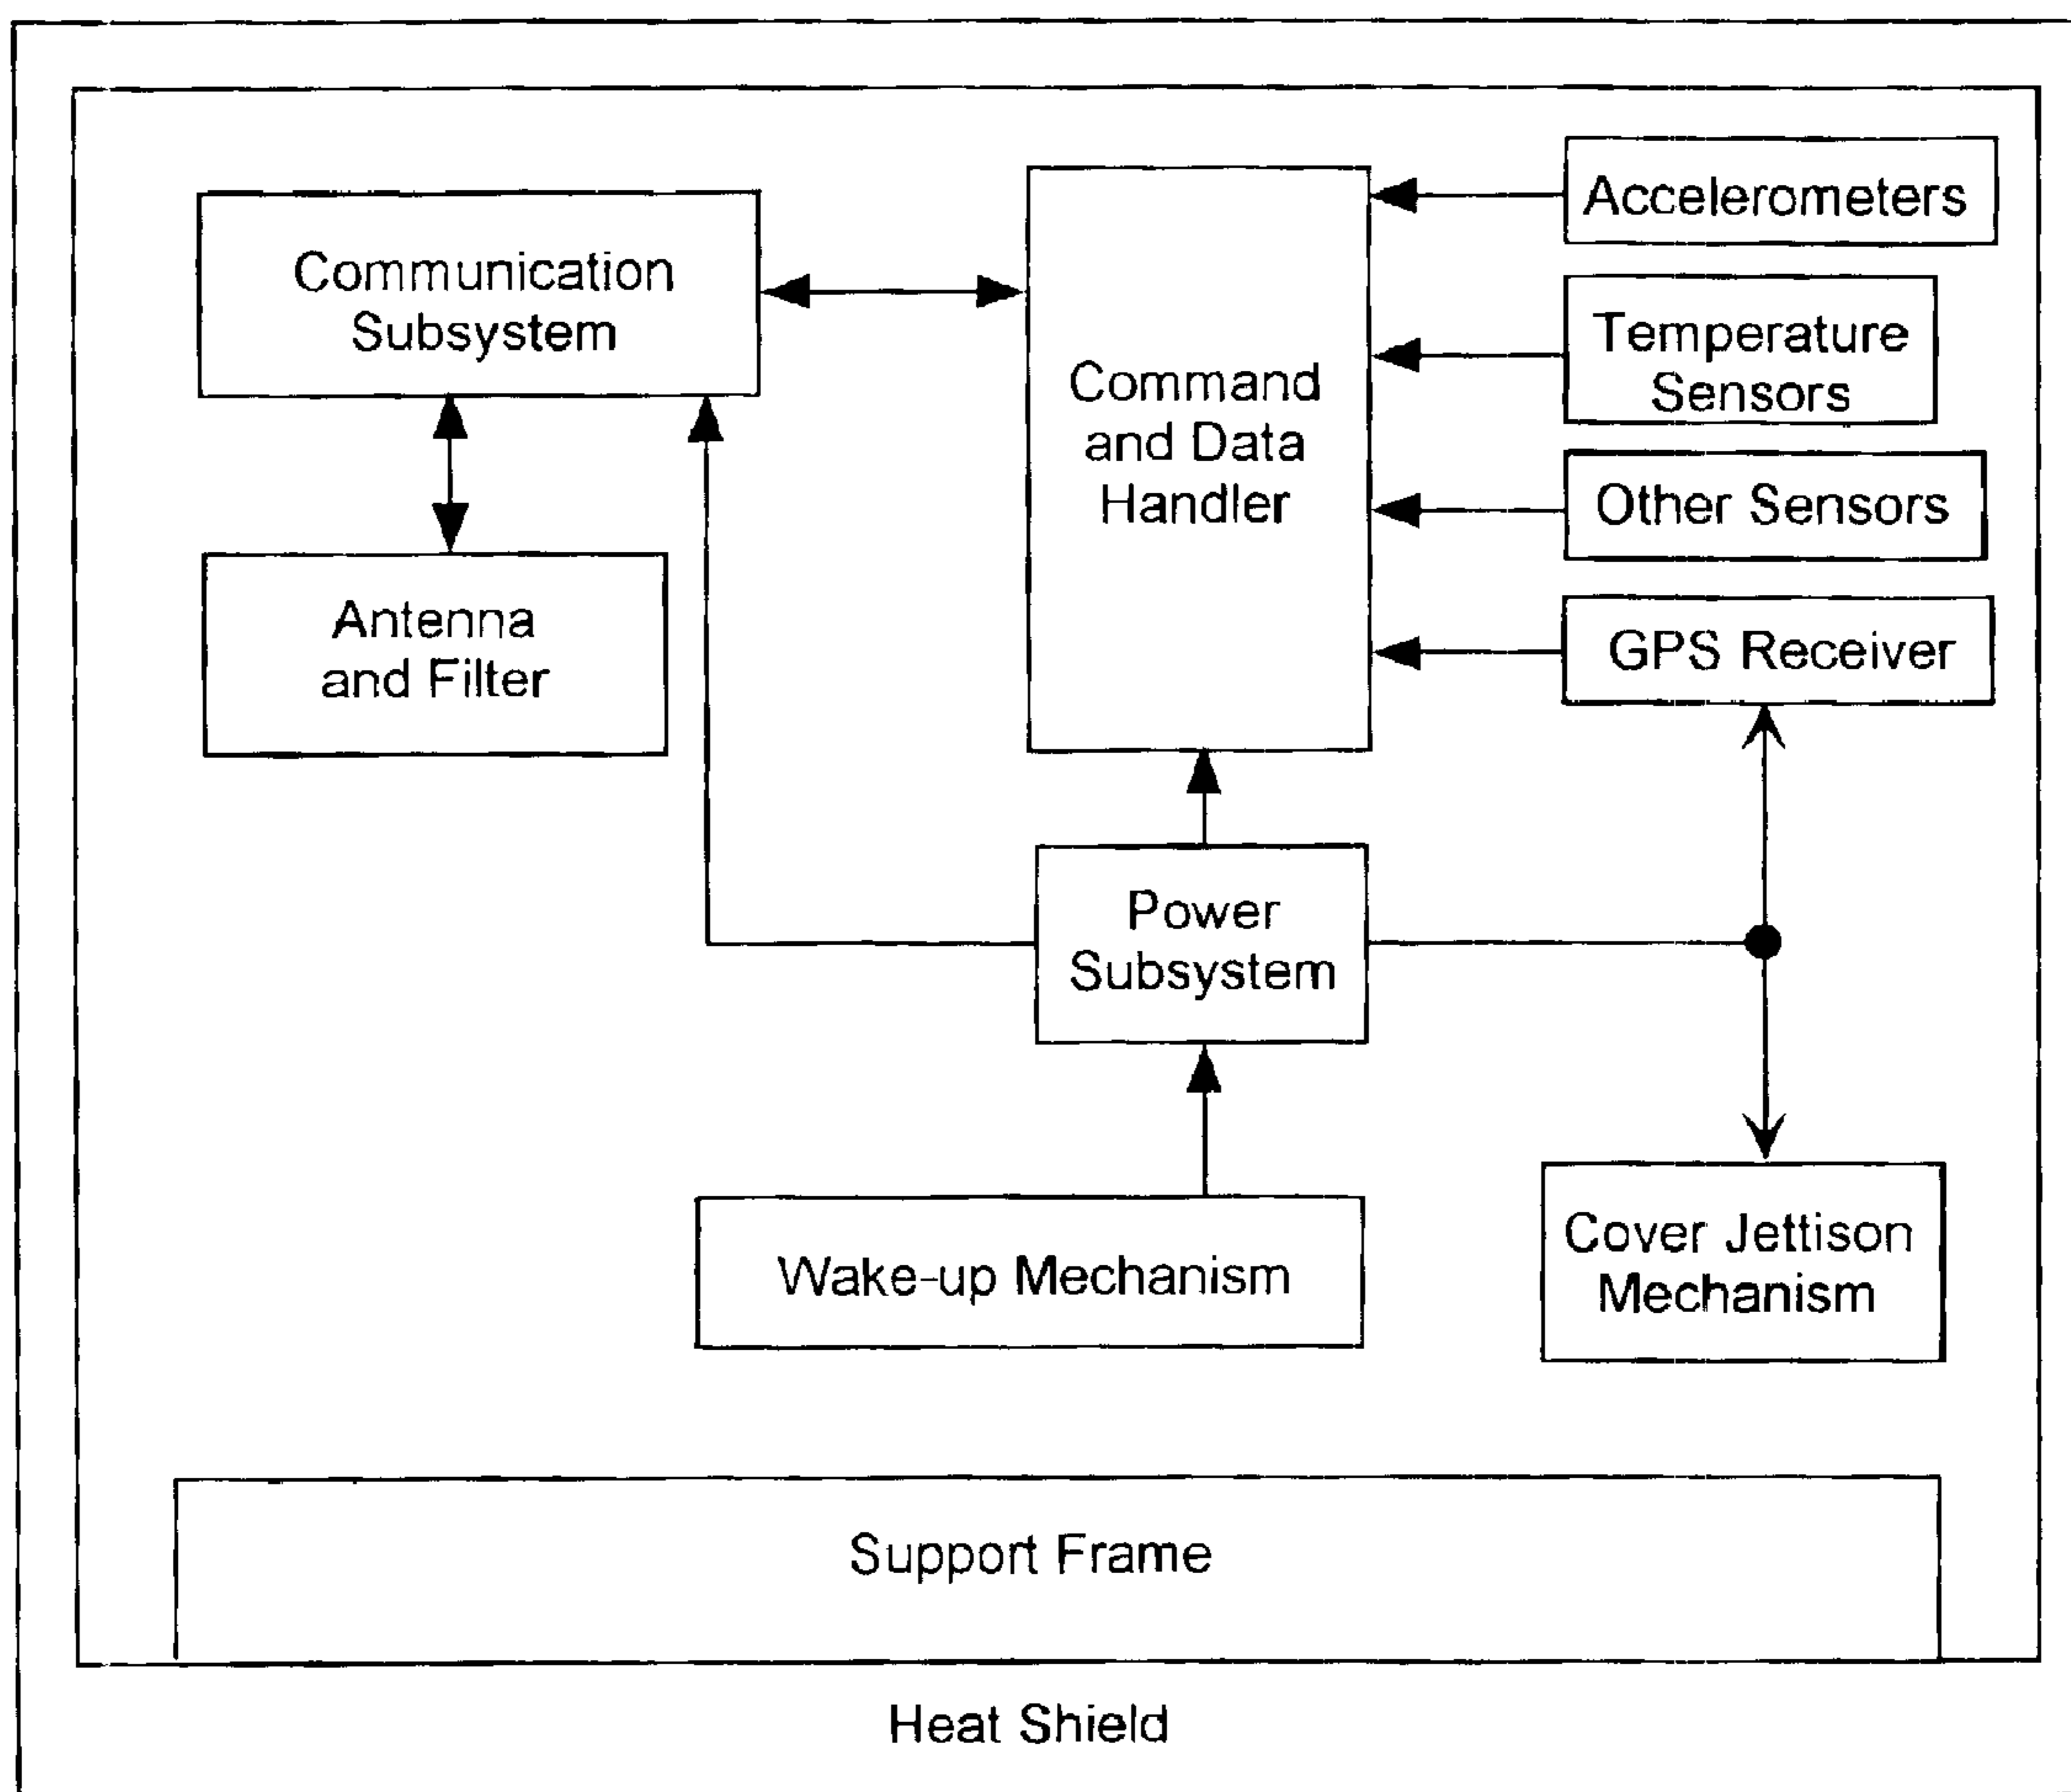 Accelerometers
Communication
Subsystem
Temperature
Sensors
Command
and Data
Handler
Other Sensors
Antenna
and Filter
GPS Receiver
Power
Subsystem
Wake-up Mechanism
Cover Jettison
Mechanism
Support Frame
Heat Shield